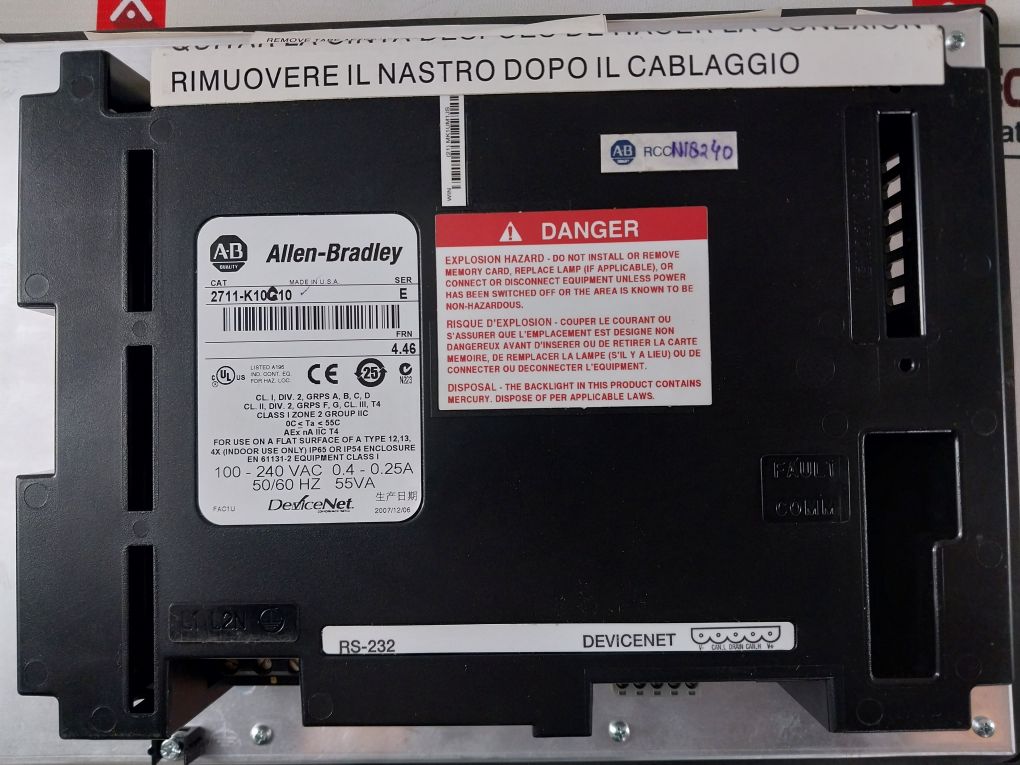 RIMUOVERE IL NASTRO DOPO IL CABLAGGIO
AB RCC N18240
WIN
A-B
QUALITY
Allen-Bradley
CAT MADE IN U.S.A. SER
2711-K10G10 E
FRN
4.46
C UL US LISTED A196
IND. CONT. EQ.
FOR HAZ. LOC.
CE
25
N223
CL. I, DIV. 2, GRPS A, B, C, D
CL. II, DIV. 2, GRPS F, G, CL. III, T4
CLASS I ZONE 2 GROUP IIC
0C < Ta < 55C
AEx nA IIC T4
FOR USE ON A FLAT SURFACE OF A TYPE 12,13,
4X (INDOOR USE ONLY) IP65 OR IP54 ENCLOSURE
EN 61131-2 EQUIPMENT CLASS I
100 - 240 VAC 0.4 - 0.25A
50/60 HZ 55VA
生产日期
FAC1U DeviceNet 2007/12/06
DANGER
EXPLOSION HAZARD - DO NOT INSTALL OR REMOVE
MEMORY CARD, REPLACE LAMP (IF APPLICABLE), OR
CONNECT OR DISCONNECT EQUIPMENT UNLESS POWER
HAS BEEN SWITCHED OFF OR THE AREA IS KNOWN TO BE
NON-HAZARDOUS.
RISQUE D'EXPLOSION - COUPER LE COURANT OU
S'ASSURER QUE L'EMPLACEMENT EST DESIGNE NON
DANGEREUX AVANT D'INSERER OU DE RETIRER LA CARTE
MEMOIRE, DE REMPLACER LA LAMPE (S'IL Y A LIEU) OU DE
CONNECTER OU DECONNECTER L'EQUIPMENT.
DISPOSAL - THE BACKLIGHT IN THIS PRODUCT CONTAINS
MERCURY. DISPOSE OF PER APPLICABLE LAWS.
FAULT
COMM
L1 L2N
RS-232
DEVICENET
V- CAN_L DRAIN CAN_H V+